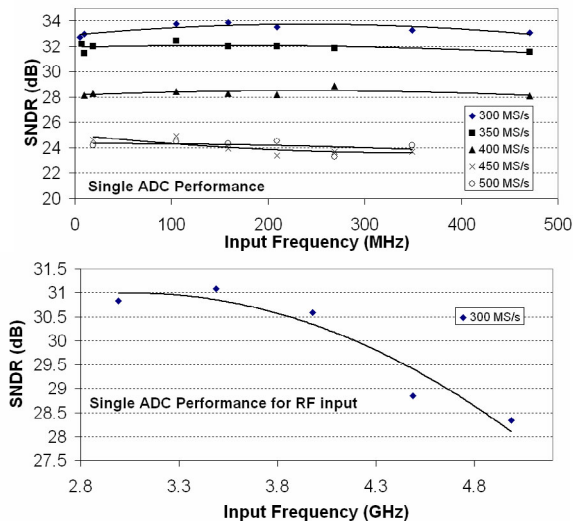 36
34
32
30
28
26
24
22
20
SNDR (dB)
300 MS/s
350 MS/s
400 MS/s
450 MS/s
500 MS/s
Single ADC Performance
0 100 200 300 400 500
Input Frequency (MHz)
31.5
31
30.5
30
29.5
29
28.5
28
27.5
SNDR (dB)
300 MS/s
Single ADC Performance for RF input
2.8 3.3 3.8 4.3 4.8
Input Frequency (GHz)